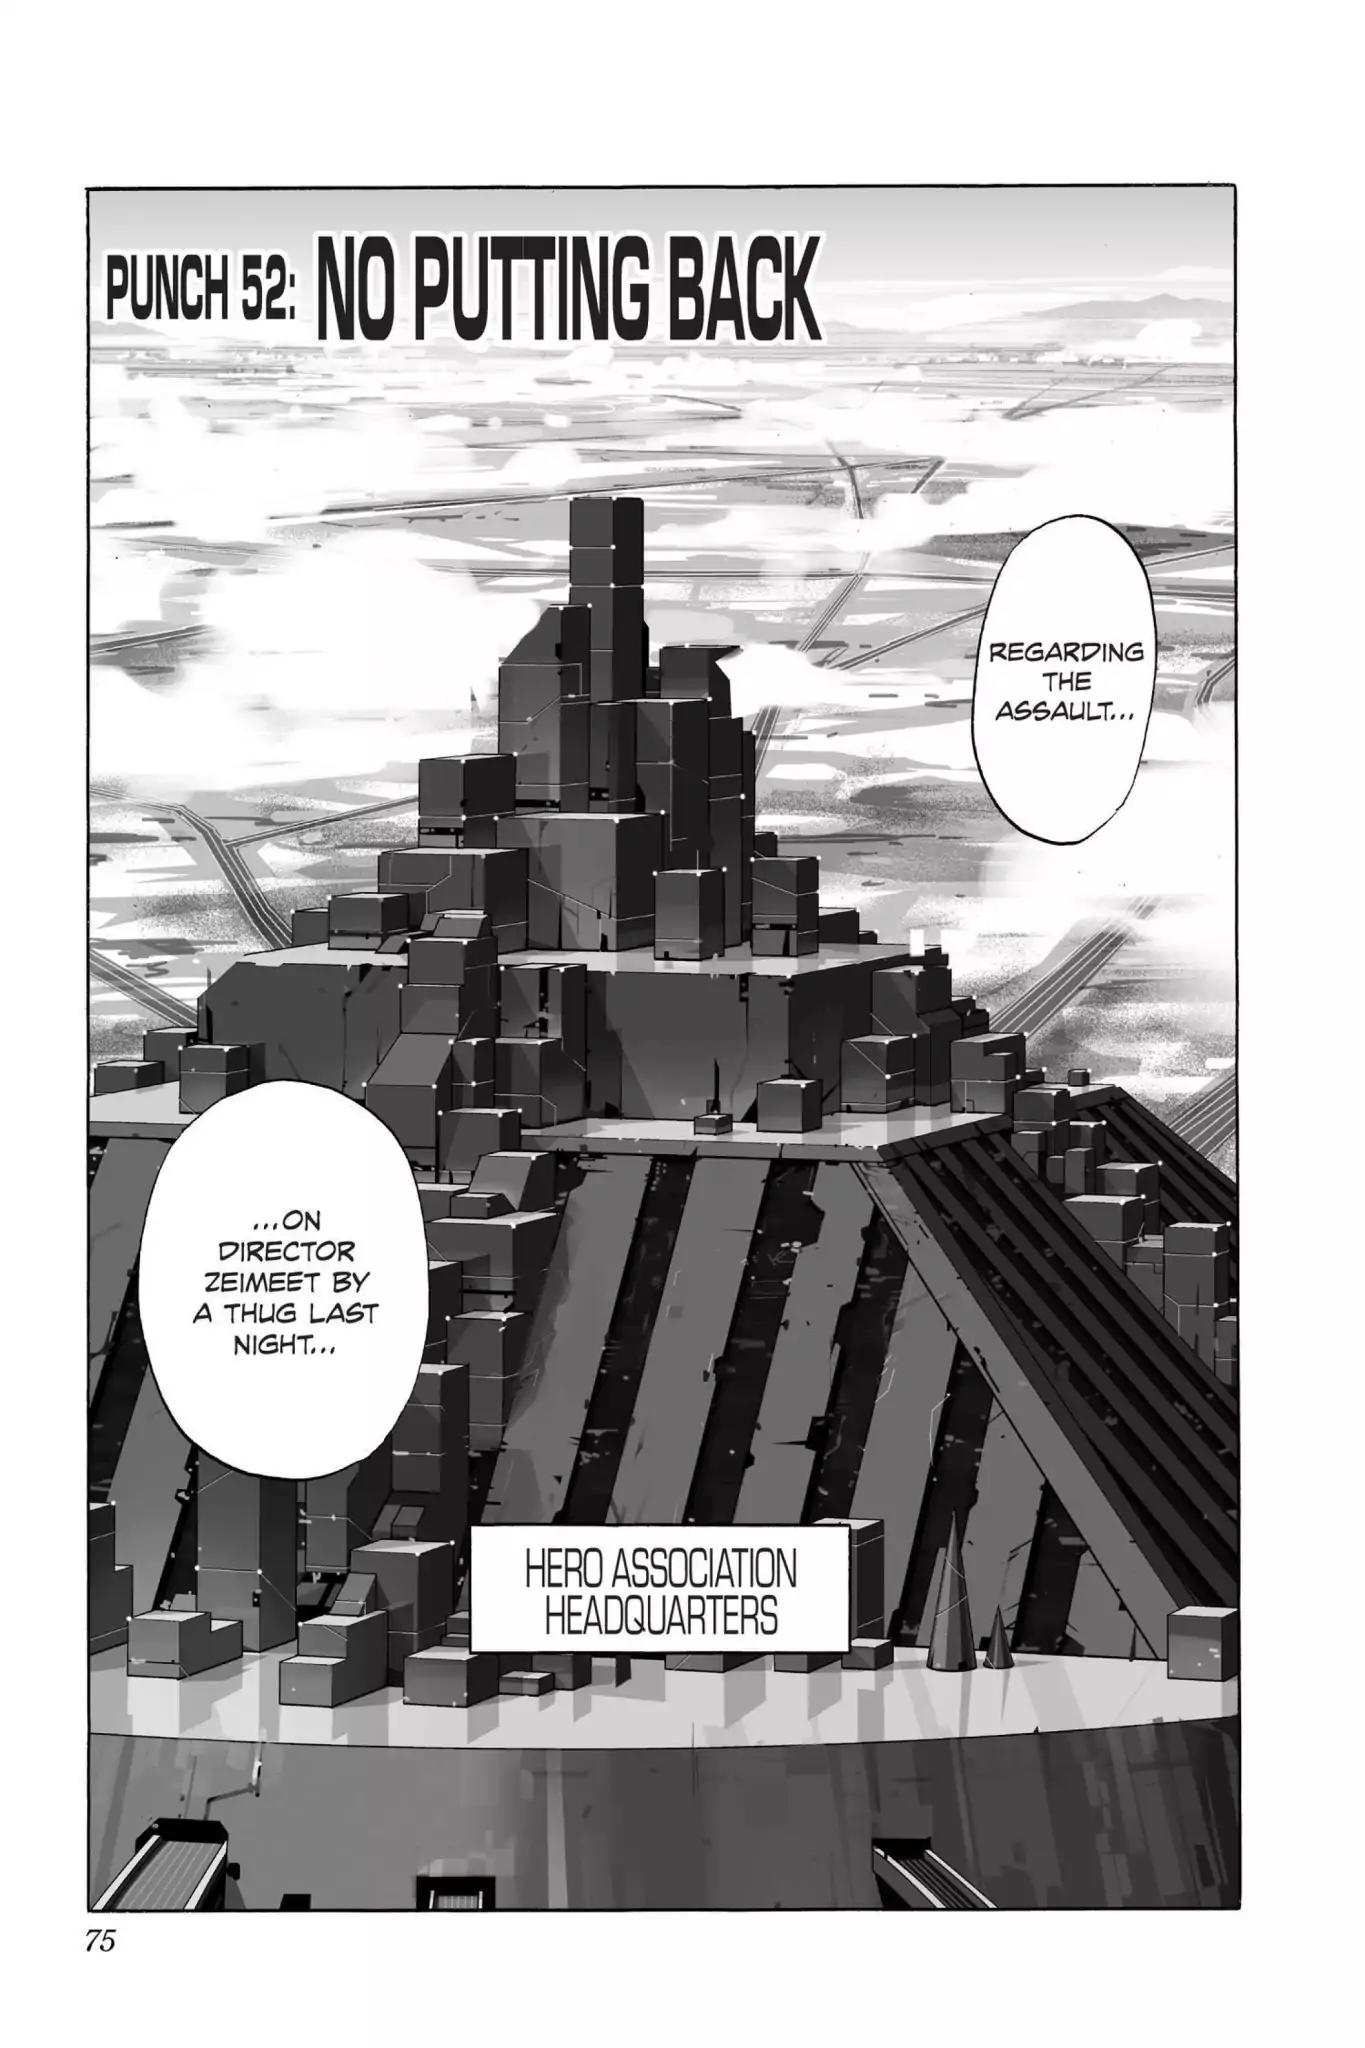 PUNCH 52: NO PUTTING BACK
REGARDING
THE
ASSAULT...
...ON
DIRECTOR
ZEIMEET BY
A THUG LAST
NIGHT...
HERO ASSOCIATION
HEADQUARTERS
75